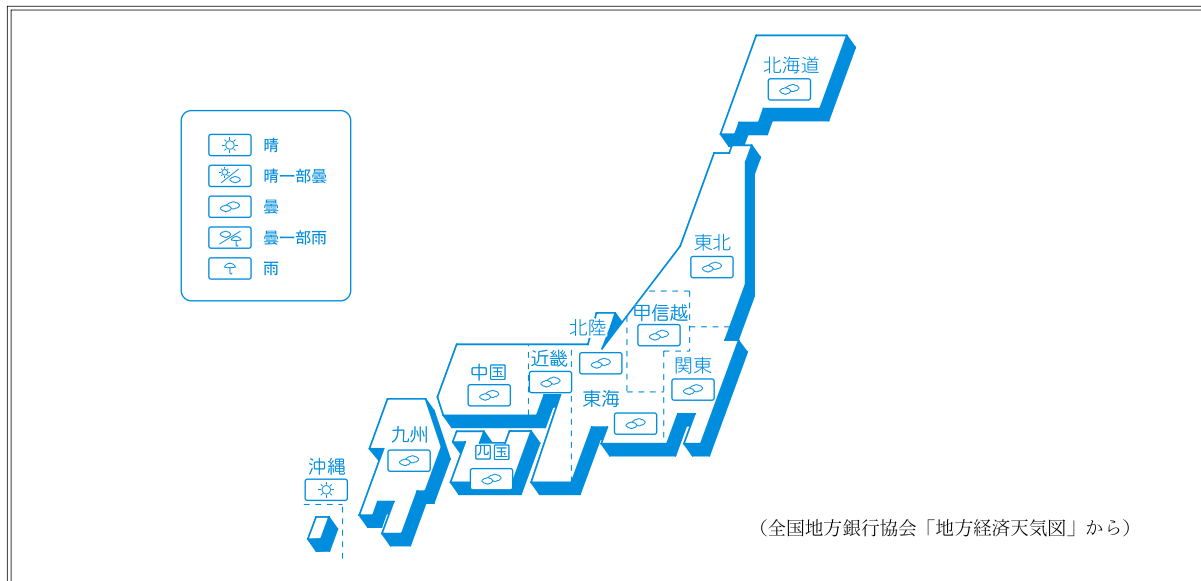 北海道
晴
晴一部曇
曇
曇一部雨
雨
東北
甲信越
北陸
近畿
関東
中国
東海
九州
四国
沖縄
（全国地方銀行協会「地方経済天気図」から）